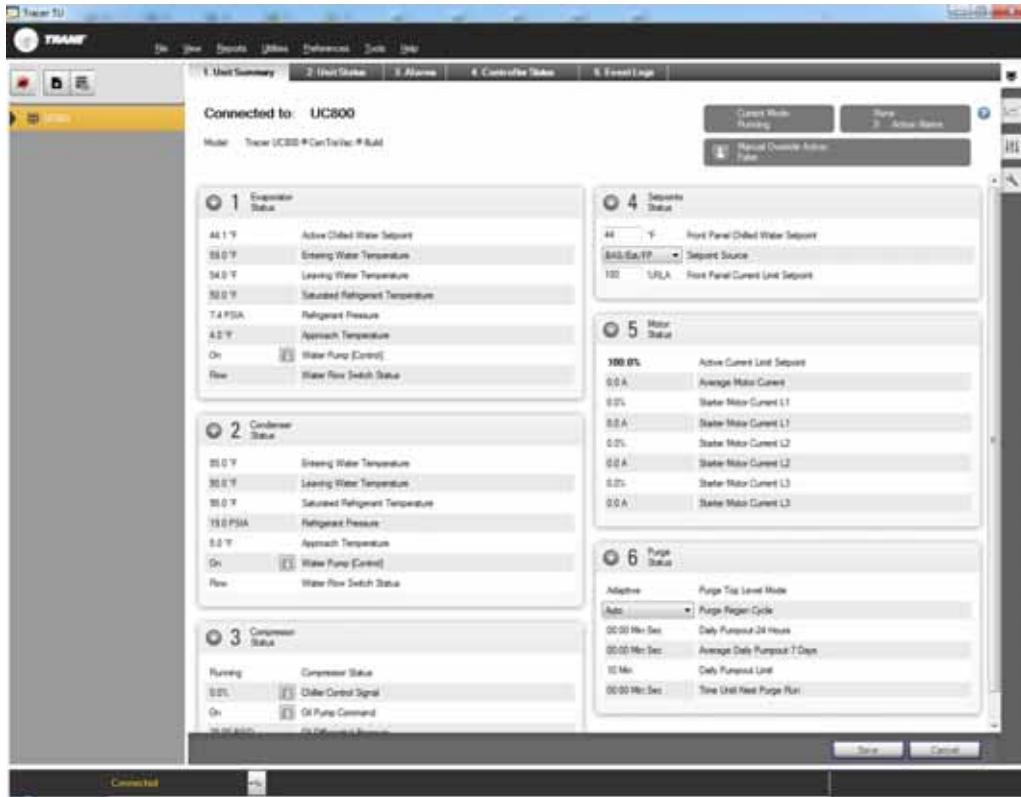 Tracer TU
TRANE
File View Reports Utilities Preferences Tools Help
1. Unit Summary 2. Unit Status 3. Alarms 4. Controller Status 5. Event Logs
Connected to: UC800
Current Mode
Running
None
Active Alarms
Model: Tracer UC800 ® CenTraVac ® Build
Manual Override Active:
False
1 Evaporator Status
44.1 °F Active Chilled Water Setpoint
Entering Water Temperature
54.0 °F Leaving Water Temperature
50.0 °F Saturated Refrigerant Temperature
7.4 PSIA Refrigerant Pressure
4.0 °F Approach Temperature
On Water Pump [Control]
Flow Water Flow Switch Status
2 Condenser Status
Entering Water Temperature
Leaving Water Temperature
Saturated Refrigerant Temperature
Refrigerant Pressure
5.0 °F Approach Temperature
On Water Pump [Control]
Flow Water Flow Switch Status
3 Compressor Status
Running Compressor Status
0.0% Chiller Control Signal
On Oil Pump Command
Oil Differential Pressure
4 Setpoints Status
44 °F Front Panel Chilled Water Setpoint
BAS/Ext/FP Setpoint Source
100 %RLA Front Panel Current Limit Setpoint
5 Motor Status
100.0% Active Current Limit Setpoint
0.0 A Average Motor Current
0.0% Starter Motor Current L1
0.0 A Starter Motor Current L1
0.0% Starter Motor Current L2
0.0 A Starter Motor Current L2
0.0% Starter Motor Current L3
0.0 A Starter Motor Current L3
6 Purge Status
Adaptive Purge Top Level Mode
Auto Purge Regen Cycle
00:00 Min:Sec Daily Pumpout 24 Hours
00:00 Min:Sec Average Daily Pumpout 7 Days
10 Min Daily Pumpout Limit
00:00 Min:Sec Time Until Next Purge Run
Save Cancel
Connected